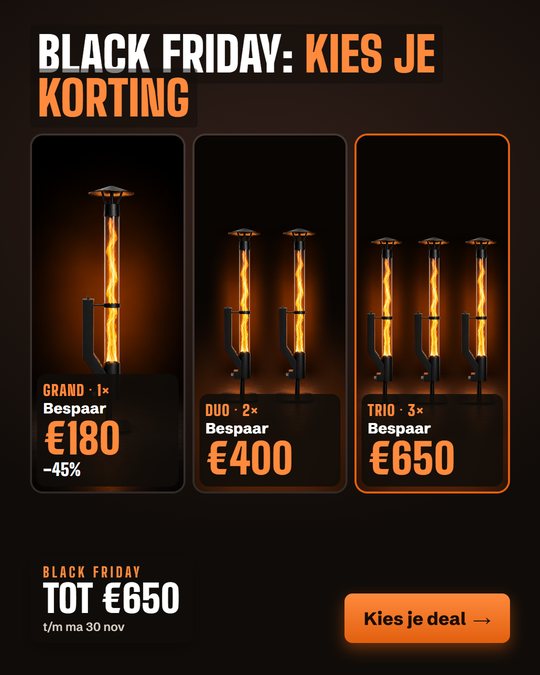 BLACK FRIDAY: KIES JE
KORTING
GRAND · 1×
Bespaar
€180
−45%
DUO · 2×
Bespaar
€400
TRIO · 3×
Bespaar
€650
BLACK FRIDAY
TOT €650
t/m ma 30 nov
Kies je deal →